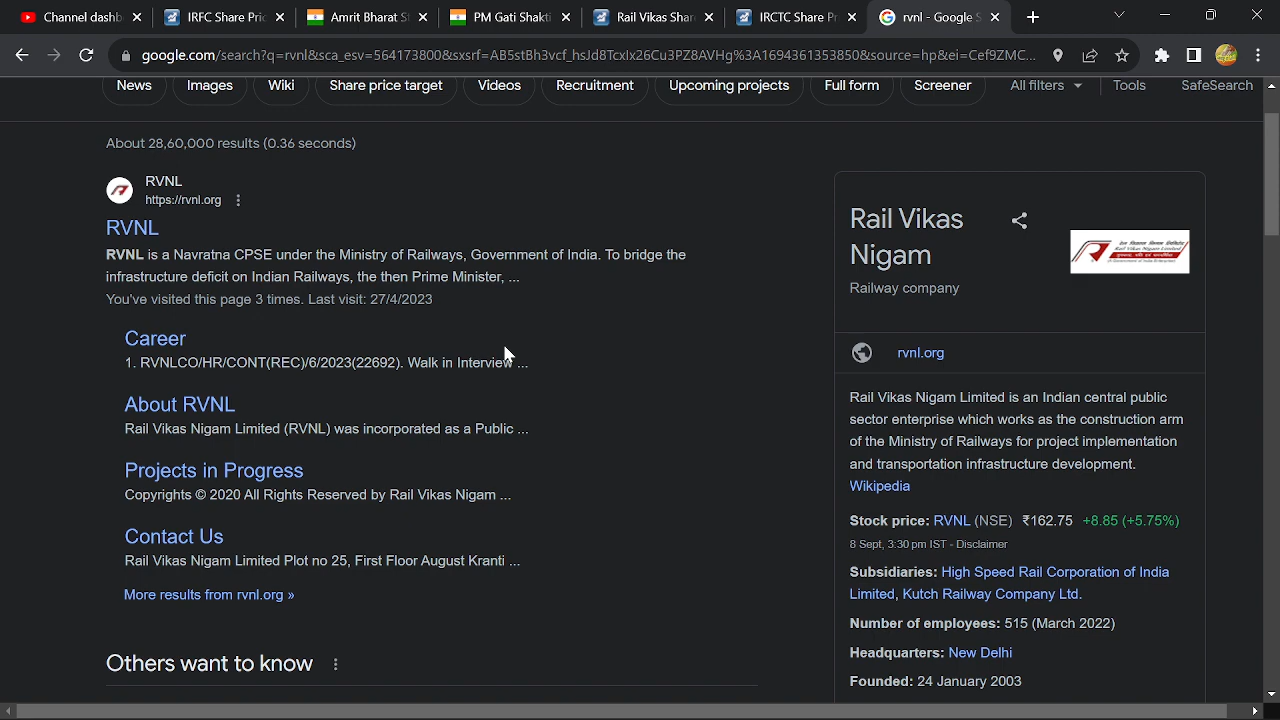 Channel dashb
IRFC Share Pric
Amrit Bharat St
PM Gati Shakti
Rail Vikas Shar
IRCTC Share Pr
rvnl - Google S
google.com/search?q=rvnl&sca_esv=564173800&sxsrf=AB5stBh3vcf_hsJd8TcxIx26Cu3PZ8AVHg%3A1694361353850&source=hp&ei=Cef9ZMC...
News
Images
Wiki
Share price target
Videos
Recruitment
Upcoming projects
Full form
Screener
All filters
Tools
SafeSearch
About 28,60,000 results (0.36 seconds)
RVNL
https://rvnl.org
RVNL
RVNL is a Navratna CPSE under the Ministry of Railways, Government of India. To bridge the
infrastructure deficit on Indian Railways, the then Prime Minister, ...
You've visited this page 3 times. Last visit: 27/4/2023
Career
1. RVNLCO/HR/CONT(REC)/6/2023(22692). Walk in Interview ...
About RVNL
Rail Vikas Nigam Limited (RVNL) was incorporated as a Public ...
Projects in Progress
Copyrights © 2020 All Rights Reserved by Rail Vikas Nigam ...
Contact Us
Rail Vikas Nigam Limited Plot no 25, First Floor August Kranti ...
More results from rvnl.org »
Others want to know
Rail Vikas
Nigam
Railway company
rvnl.org
Rail Vikas Nigam Limited is an Indian central public
sector enterprise which works as the construction arm
of the Ministry of Railways for project implementation
and transportation infrastructure development.
Wikipedia
Stock price: RVNL (NSE) ₹162.75 +8.85 (+5.75%)
8 Sept, 3:30 pm IST - Disclaimer
Subsidiaries: High Speed Rail Corporation of India
Limited, Kutch Railway Company Ltd.
Number of employees: 515 (March 2022)
Headquarters: New Delhi
Founded: 24 January 2003